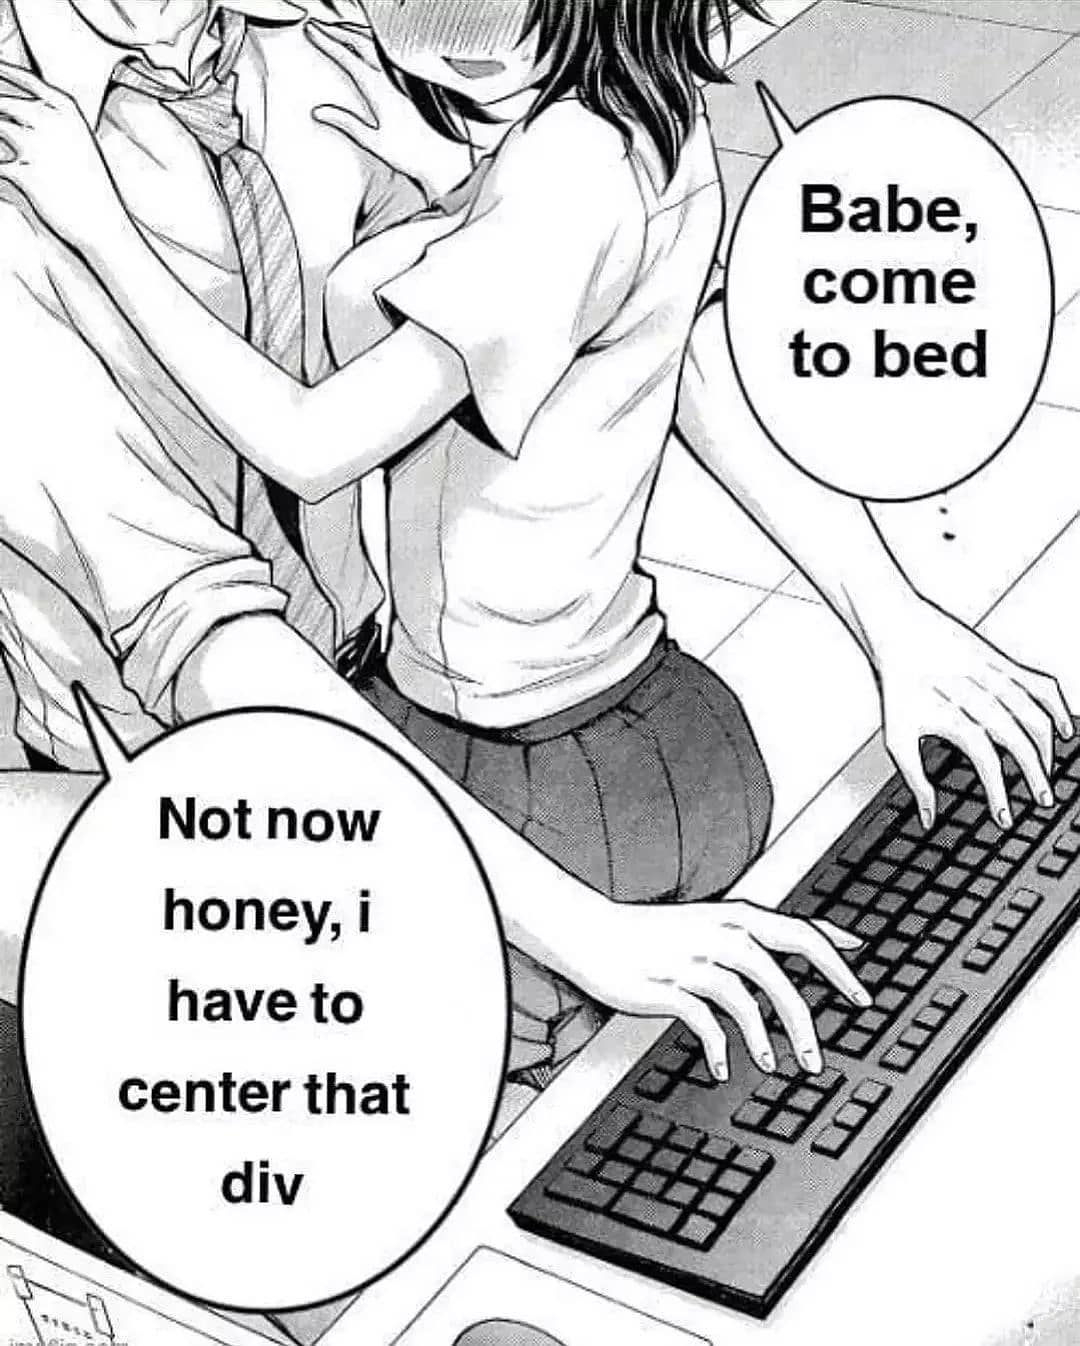 Babe,
come
to bed
Not now
honey, i
have to
center that
div